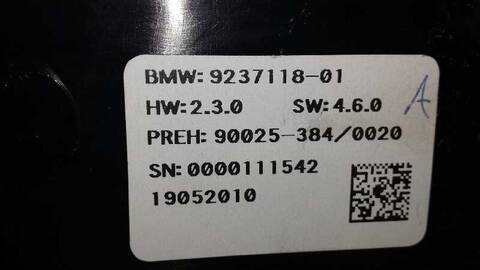 BMW: 9237118-01
HW: 2.3.0 SW: 4.6.0 A
PREH: 90025-384/0020
SN: 0000111542
19052010